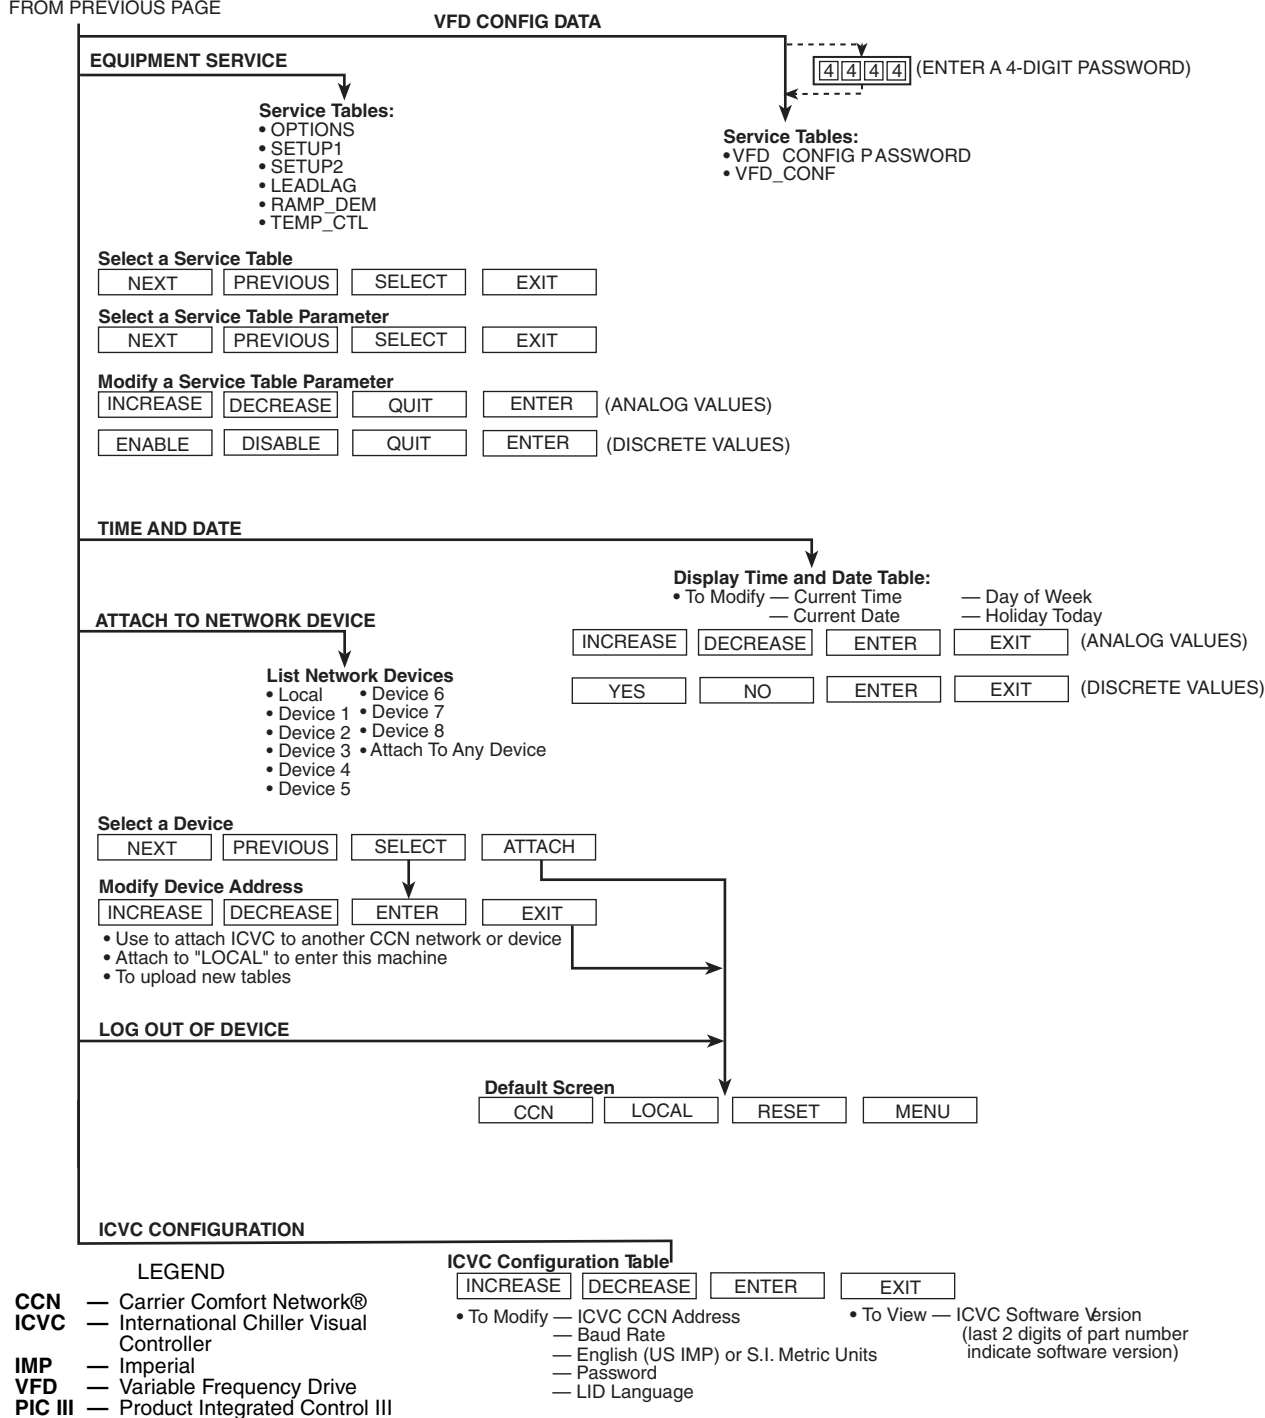 FROM PREVIOUS PAGE
VFD CONFIG DATA
4 4 4 4 (ENTER A 4-DIGIT PASSWORD)
Service Tables:
• VFD CONFIG PASSWORD
• VFD_CONF
EQUIPMENT SERVICE
Service Tables:
• OPTIONS
• SETUP1
• SETUP2
• LEADLAG
• RAMP_DEM
• TEMP_CTL
Select a Service Table
NEXT PREVIOUS SELECT EXIT
Select a Service Table Parameter
NEXT PREVIOUS SELECT EXIT
Modify a Service Table Parameter
INCREASE DECREASE QUIT ENTER (ANALOG VALUES)
ENABLE DISABLE QUIT ENTER (DISCRETE VALUES)
TIME AND DATE
Display Time and Date Table:
• To Modify — Current Time — Day of Week
— Current Date — Holiday Today
INCREASE DECREASE ENTER EXIT (ANALOG VALUES)
YES NO ENTER EXIT (DISCRETE VALUES)
ATTACH TO NETWORK DEVICE
List Network Devices
• Local • Device 6
• Device 1 • Device 7
• Device 2 • Device 8
• Device 3 • Attach To Any Device
• Device 4
• Device 5
Select a Device
NEXT PREVIOUS SELECT ATTACH
Modify Device Address
INCREASE DECREASE ENTER EXIT
• Use to attach ICVC to another CCN network or device
• Attach to "LOCAL" to enter this machine
• To upload new tables
LOG OUT OF DEVICE
Default Screen
CCN LOCAL RESET MENU
ICVC CONFIGURATION
ICVC Configuration Table
INCREASE DECREASE ENTER EXIT
• To Modify — ICVC CCN Address
— Baud Rate
— English (US IMP) or S.I. Metric Units
— Password
— LID Language
• To View — ICVC Software Version
(last 2 digits of part number
indicate software version)
LEGEND
CCN — Carrier Comfort Network®
ICVC — International Chiller Visual
Controller
IMP — Imperial
VFD — Variable Frequency Drive
PIC III — Product Integrated Control III